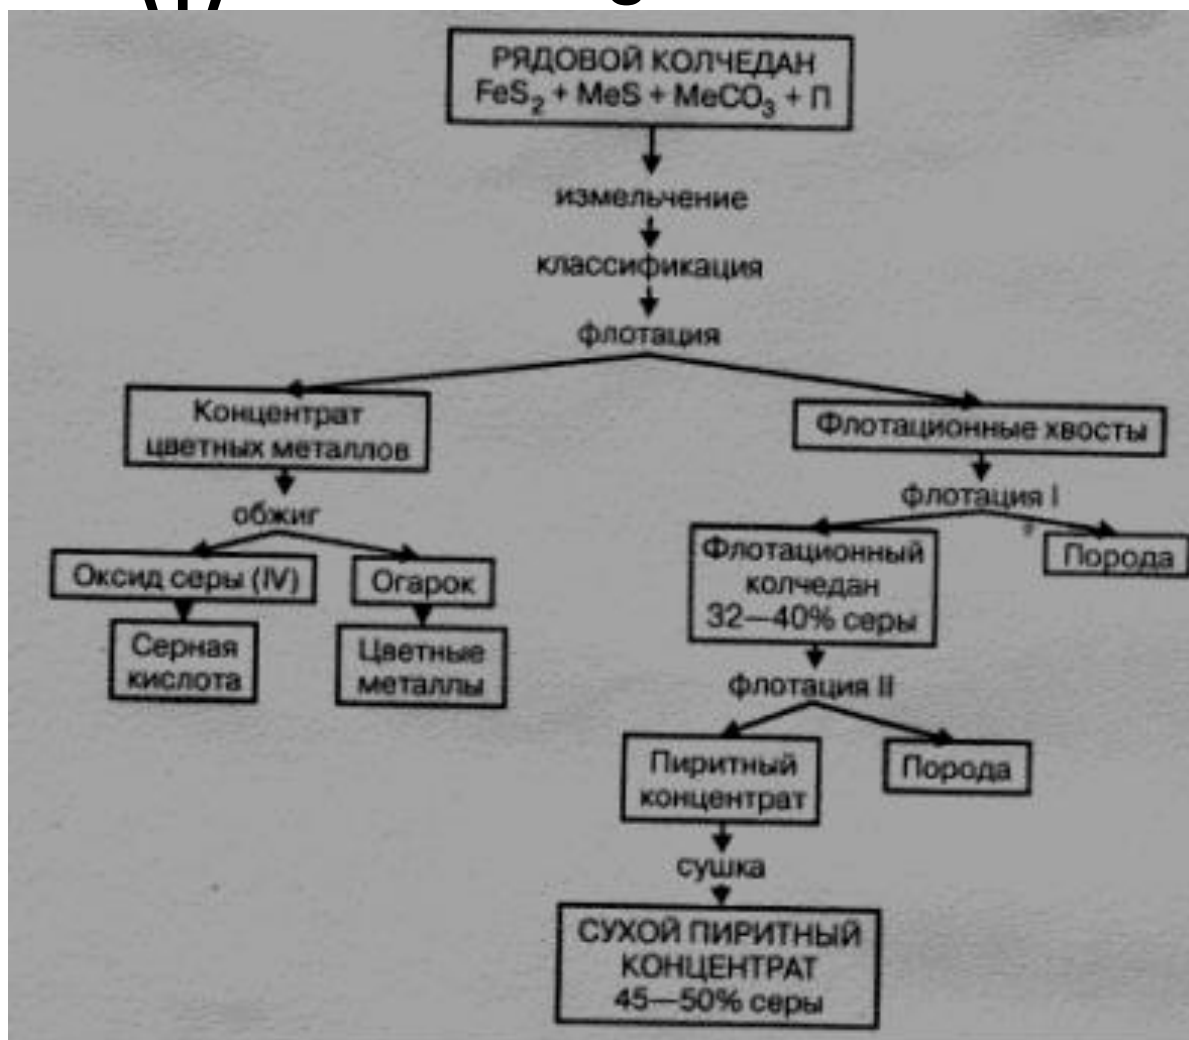 РЯДОВОЙ КОЛЧЕДАН
FeS₂ + MeS + MeCO₃ + П
измельчение
классификация
флотация
Концентрат
цветных металлов
Флотационные хвосты
обжиг
флотация I
Оксид серы (IV)
Огарок
Флотационный
колчедан
32—40% серы
Порода
Серная
кислота
Цветные
металлы
флотация II
Пиритный
концентрат
Порода
сушка
СУХОЙ ПИРИТНЫЙ
КОНЦЕНТРАТ
45—50% серы